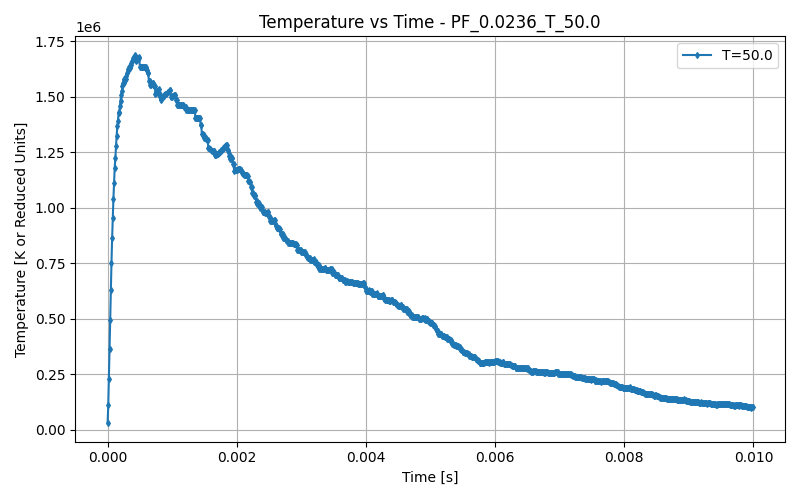 Temperature vs Time - PF_0.0236_T_50.0
1e6
T=50.0
1.75
1.50
1.25
1.00
0.75
0.50
0.25
0.00
Temperature [K or Reduced Units]
0.000 0.002 0.004 0.006 0.008 0.010
Time [s]